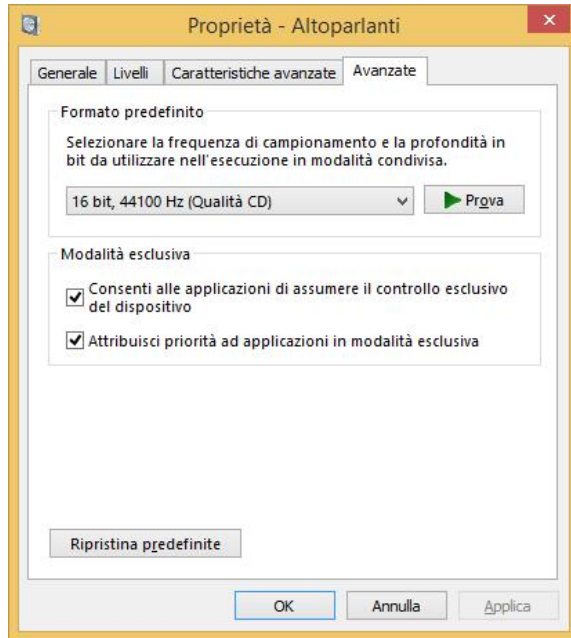 Proprietà - Altoparlanti
Generale Livelli Caratteristiche avanzate Avanzate
Formato predefinito
Selezionare la frequenza di campionamento e la profondità in
bit da utilizzare nell'esecuzione in modalità condivisa.
16 bit, 44100 Hz (Qualità CD) Prova
Modalità esclusiva
Consenti alle applicazioni di assumere il controllo esclusivo
del dispositivo
Attribuisci priorità ad applicazioni in modalità esclusiva
Ripristina predefinite
OK Annulla Applica